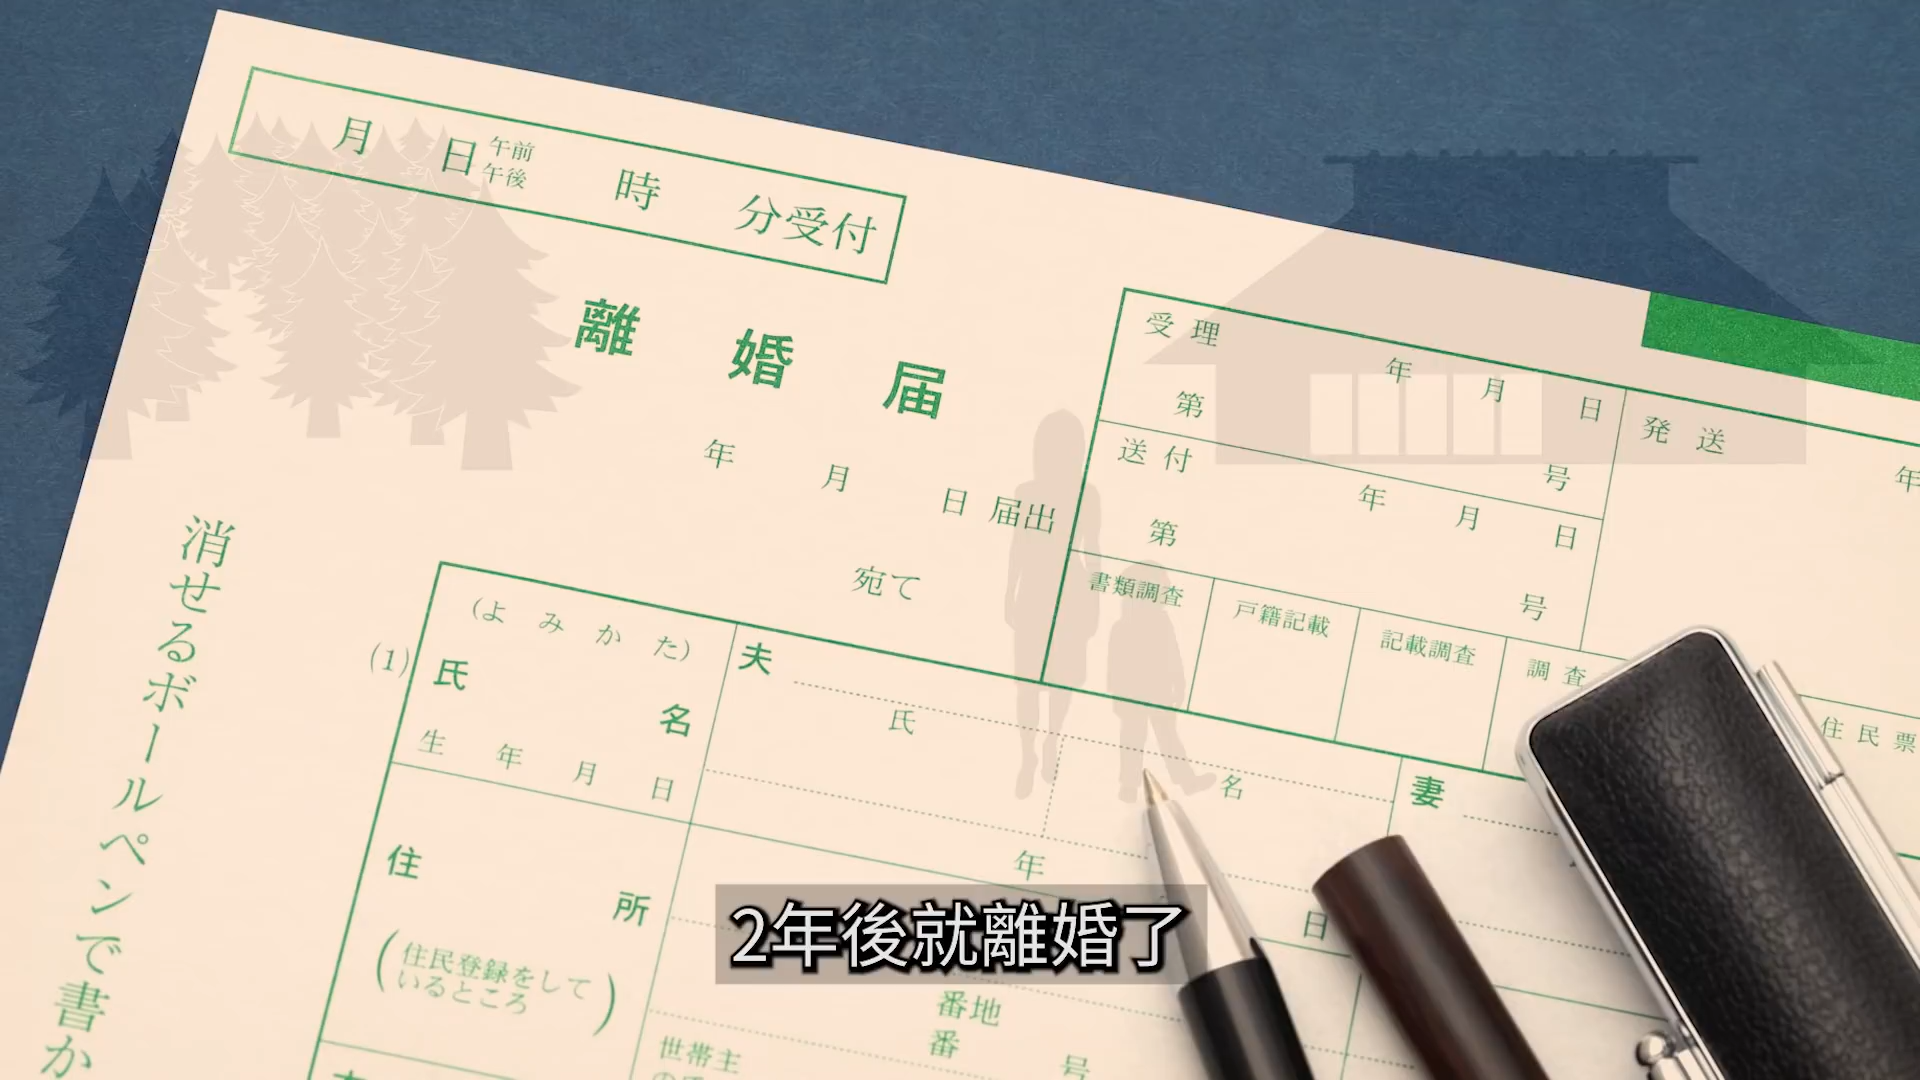 月 日 午前 午後 時 分受付
離 婚 届
年 月 日 届出
宛て
受 理 年 月 日
第 号
発 送 年
送 付 年 月 日
第 号
書類調査 戸籍記載 記載調査 調 査
住 民 票
消せるボールペンで書か
(1)
(よ み か た)
氏 名
夫
氏 名
妻
生 年 月 日
年 日
住 所
(住民登録をして
いるところ)
番地
番 号
世帯主
2年後就離婚了